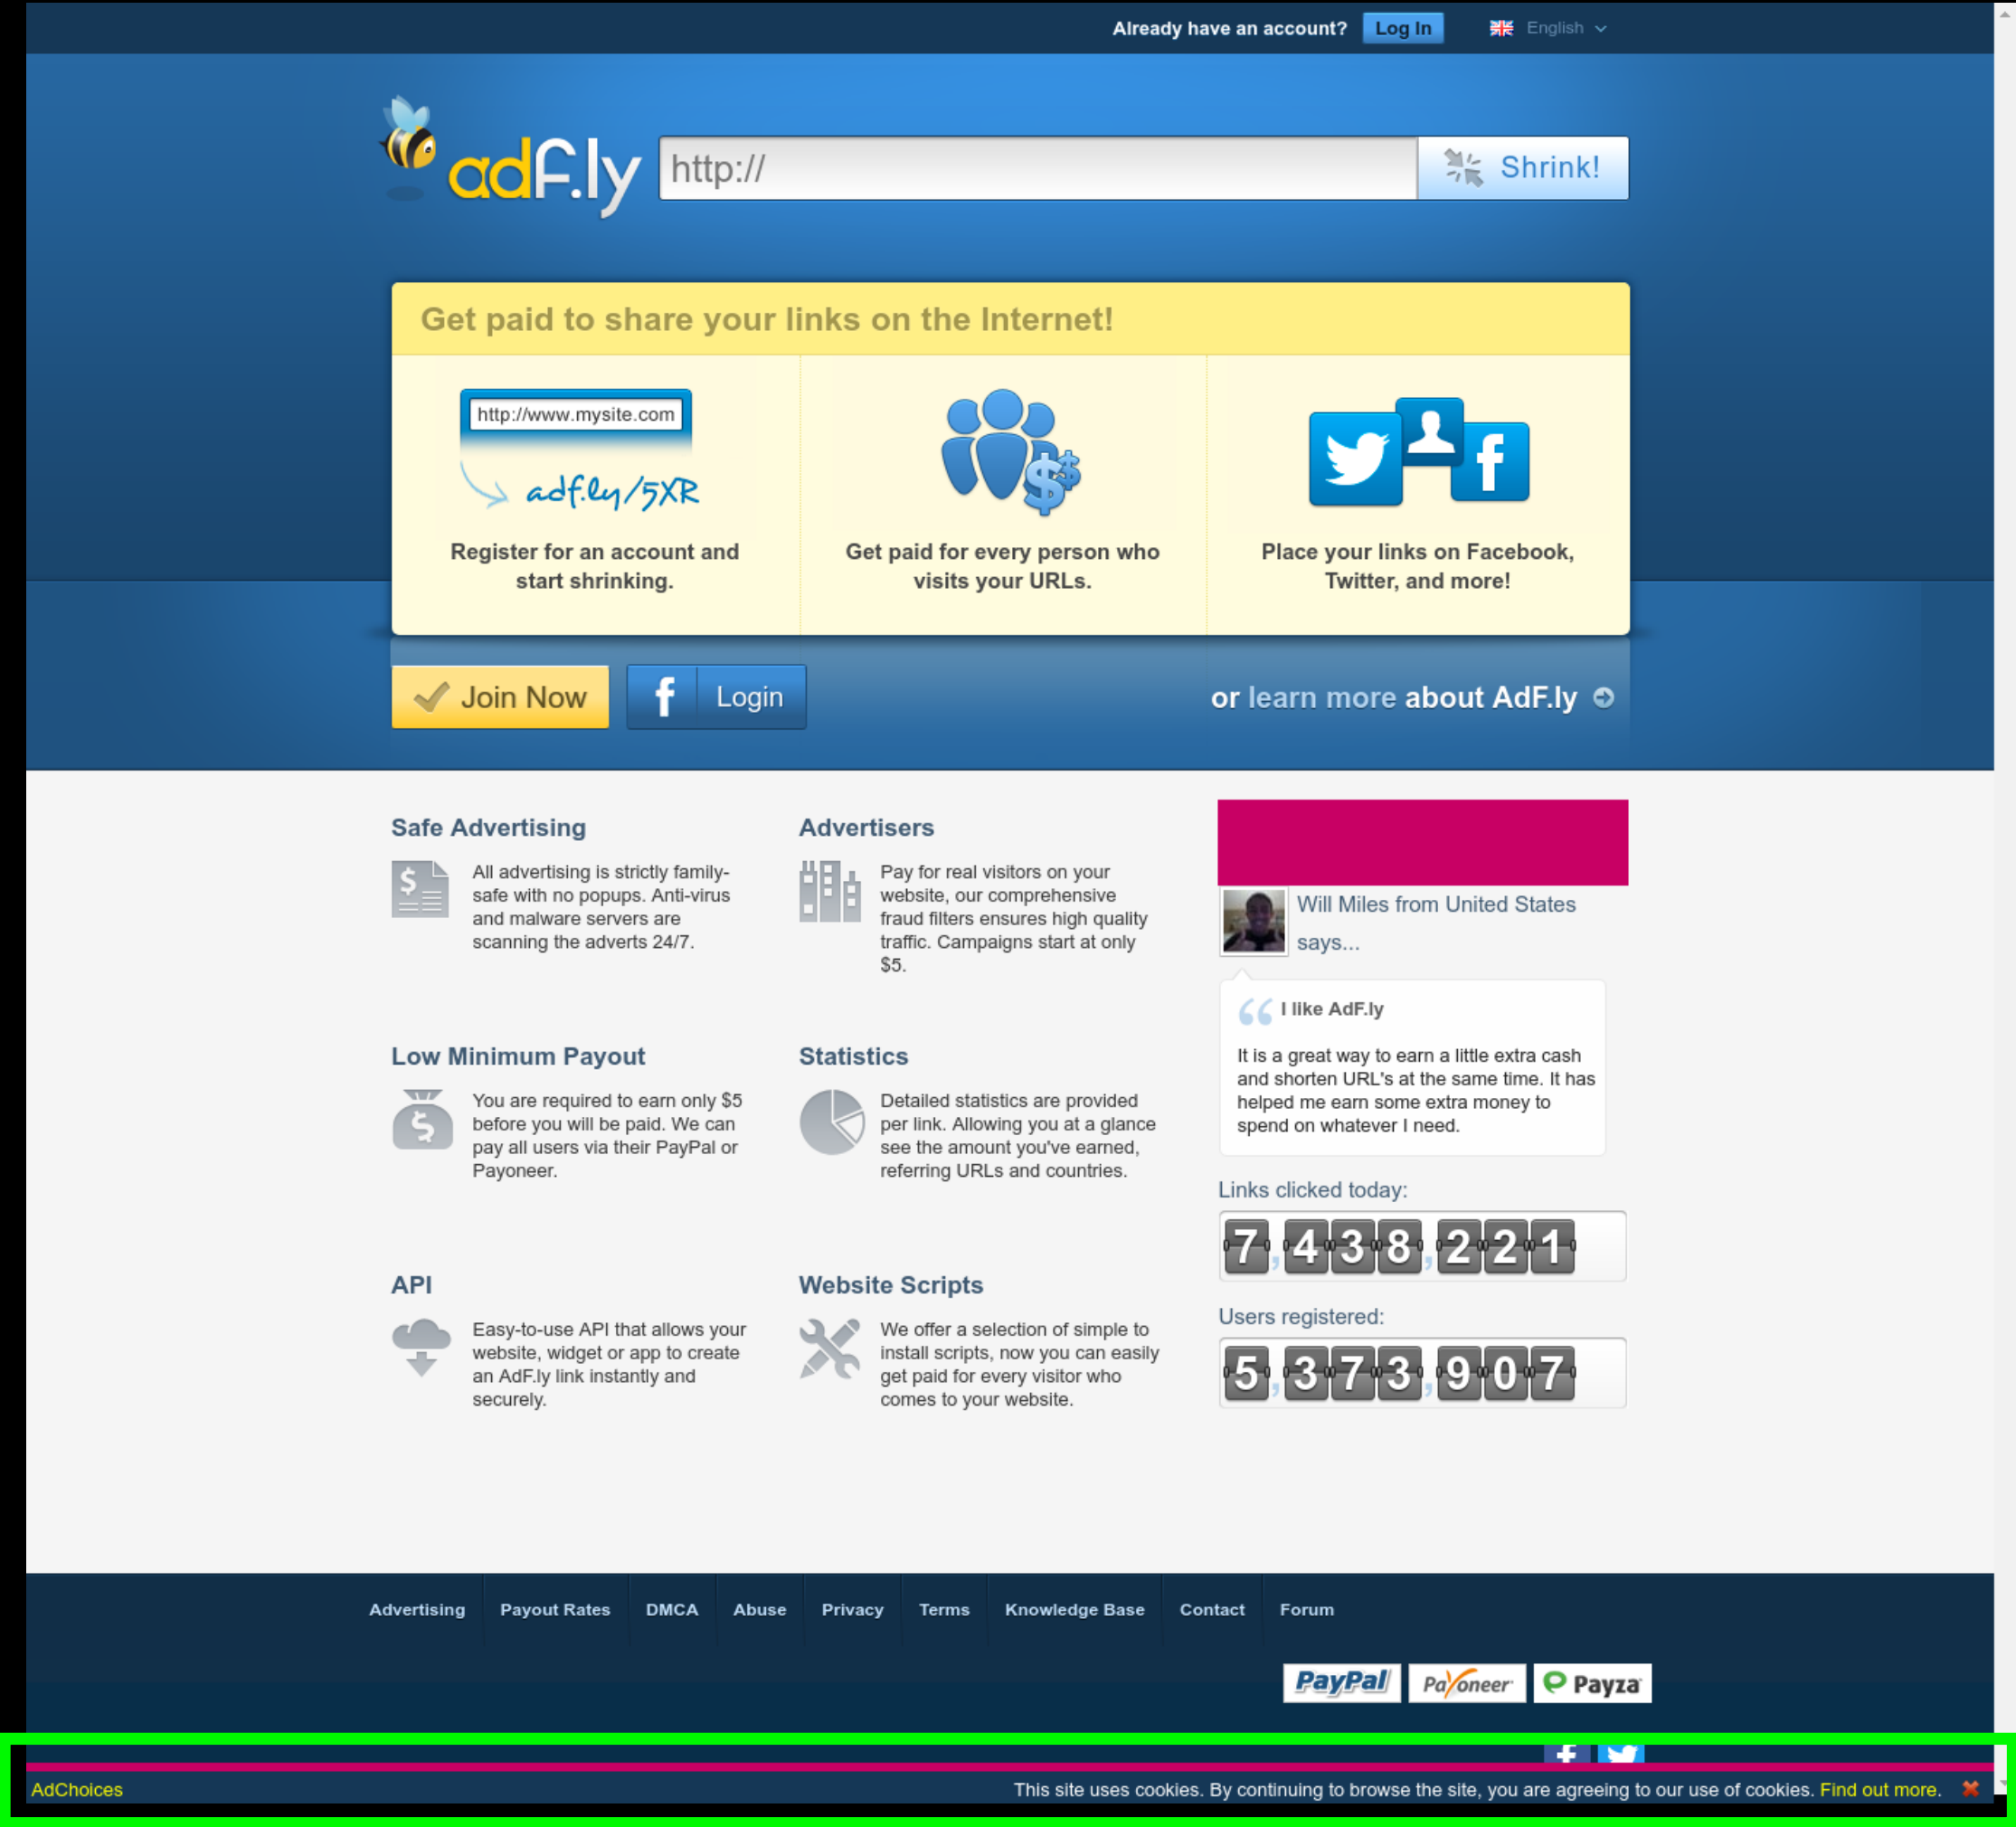 Already have an account? Log In English
adf.ly http:// Shrink!
Get paid to share your links on the Internet!
http://www.mysite.com
adf.ly/5XR
Register for an account and
start shrinking.
Get paid for every person who
visits your URLs.
Place your links on Facebook,
Twitter, and more!
Join Now
f Login
or learn more about AdF.ly
Safe Advertising
All advertising is strictly family-
safe with no popups. Anti-virus
and malware servers are
scanning the adverts 24/7.
Advertisers
Pay for real visitors on your
website, our comprehensive
fraud filters ensures high quality
traffic. Campaigns start at only
$5.
Low Minimum Payout
You are required to earn only $5
before you will be paid. We can
pay all users via their PayPal or
Payoneer.
Statistics
Detailed statistics are provided
per link. Allowing you at a glance
see the amount you've earned,
referring URLs and countries.
API
Easy-to-use API that allows your
website, widget or app to create
an AdF.ly link instantly and
securely.
Website Scripts
We offer a selection of simple to
install scripts, now you can easily
get paid for every visitor who
comes to your website.
Will Miles from United States
says...
I like AdF.ly
It is a great way to earn a little extra cash
and shorten URL's at the same time. It has
helped me earn some extra money to
spend on whatever I need.
Links clicked today:
7,438,221
Users registered:
5,373,907
Advertising Payout Rates DMCA Abuse Privacy Terms Knowledge Base Contact Forum
PayPal Payoneer Payza
AdChoices This site uses cookies. By continuing to browse the site, you are agreeing to our use of cookies. Find out more.